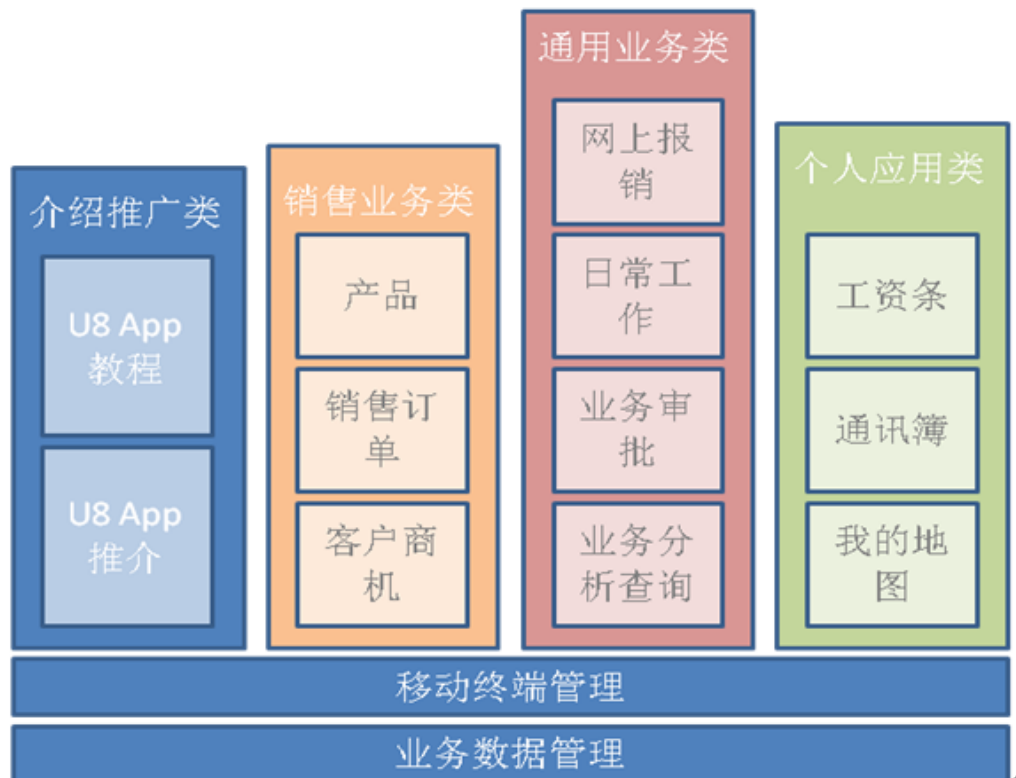 介绍推广类
U8 App
教程
U8 App
推介
销售业务类
产品
销售订
单
客户商
机
通用业务类
网上报
销
日常工
作
业务审
批
业务分
析查询
个人应用类
工资条
通讯簿
我的地
图
移动终端管理
业务数据管理